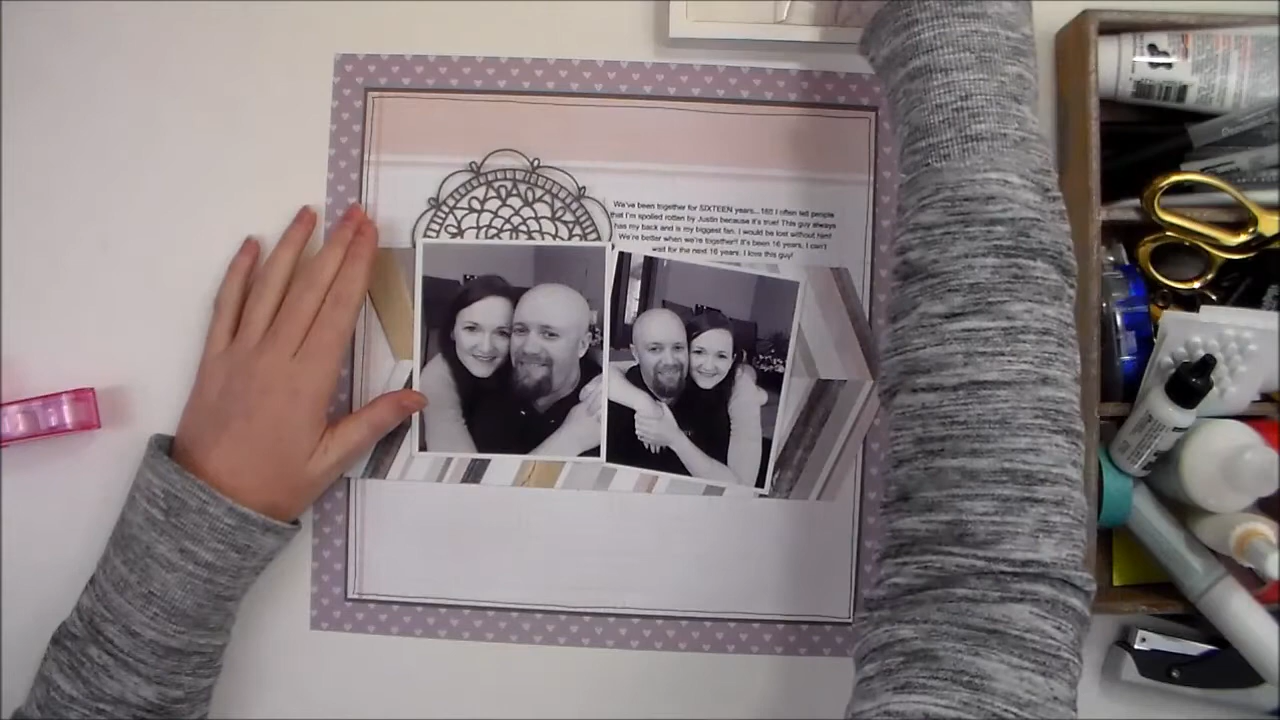 We've been together for SIXTEEN years...16!! I often tell people
that I'm spoiled rotten by Justin because it's true! This guy always
has my back and is my biggest fan. I would be lost without him!
We're better when we're together!! It's been 16 years, I can't
wait for the next 16 years. I love this guy!